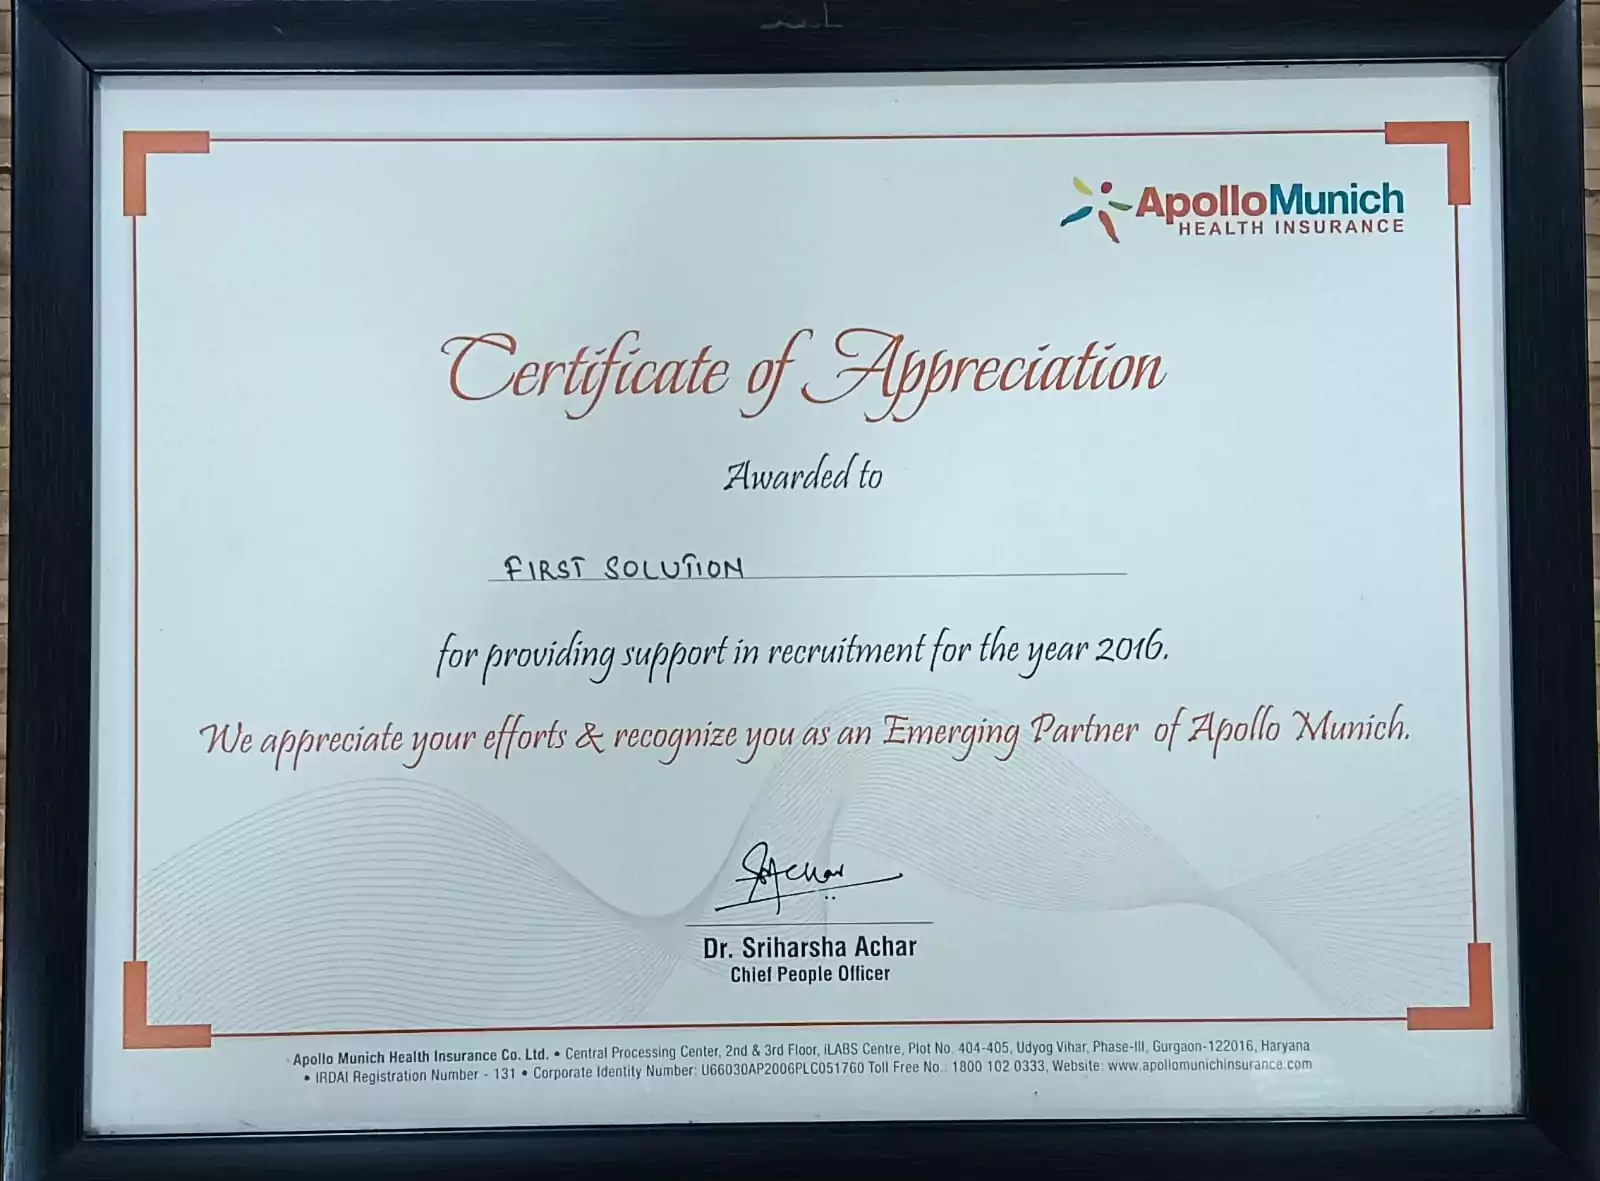 ApolloMunich
HEALTH INSURANCE
Certificate of Appreciation
Awarded to
FIRST SOLUTION
for providing support in recruitment for the year 2016.
We appreciate your efforts & recognize you as an Emerging Partner of Apollo Munich.
Dr. Sriharsha Achar
Chief People Officer
Apollo Munich Health Insurance Co. Ltd. • Central Processing Center, 2nd & 3rd Floor, iLABS Centre, Plot No. 404-405, Udyog Vihar, Phase-III, Gurgaon-122016, Haryana
• IRDAI Registration Number - 131 • Corporate Identity Number: U66030AP2006PLC051760 Toll Free No.: 1800 102 0333, Website: www.apollomunichinsurance.com